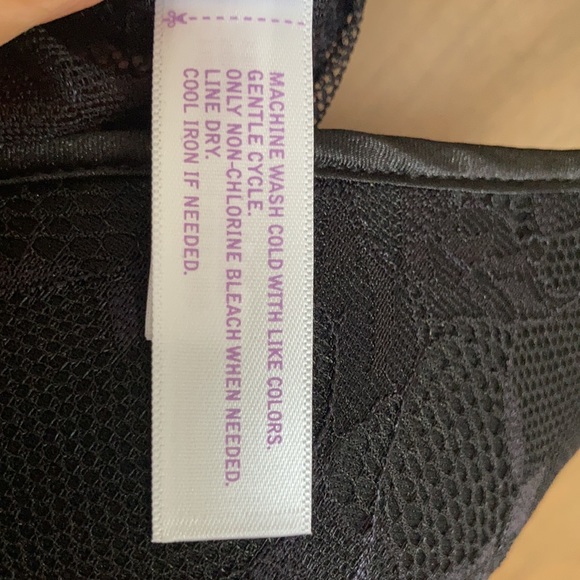 MACHINE WASH COLD WITH LIKE COLORS.
GENTLE CYCLE.
ONLY NON-CHLORINE BLEACH WHEN NEEDED.
LINE DRY.
COOL IRON IF NEEDED.